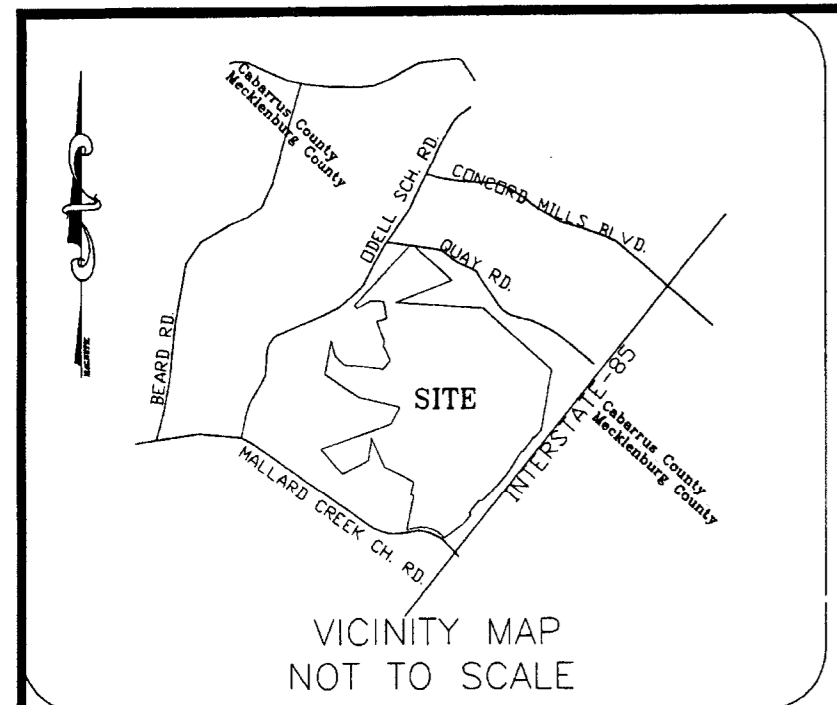 Cabarrus County
Mecklenburg County
ODELL SCH. RD.
CONCORD MILLS BLVD.
QUAY RD.
BEARD RD.
SITE
INTERSTATE-85
Cabarrus County
Mecklenburg County
MALLARD CREEK CH. RD.
VICINITY MAP
NOT TO SCALE